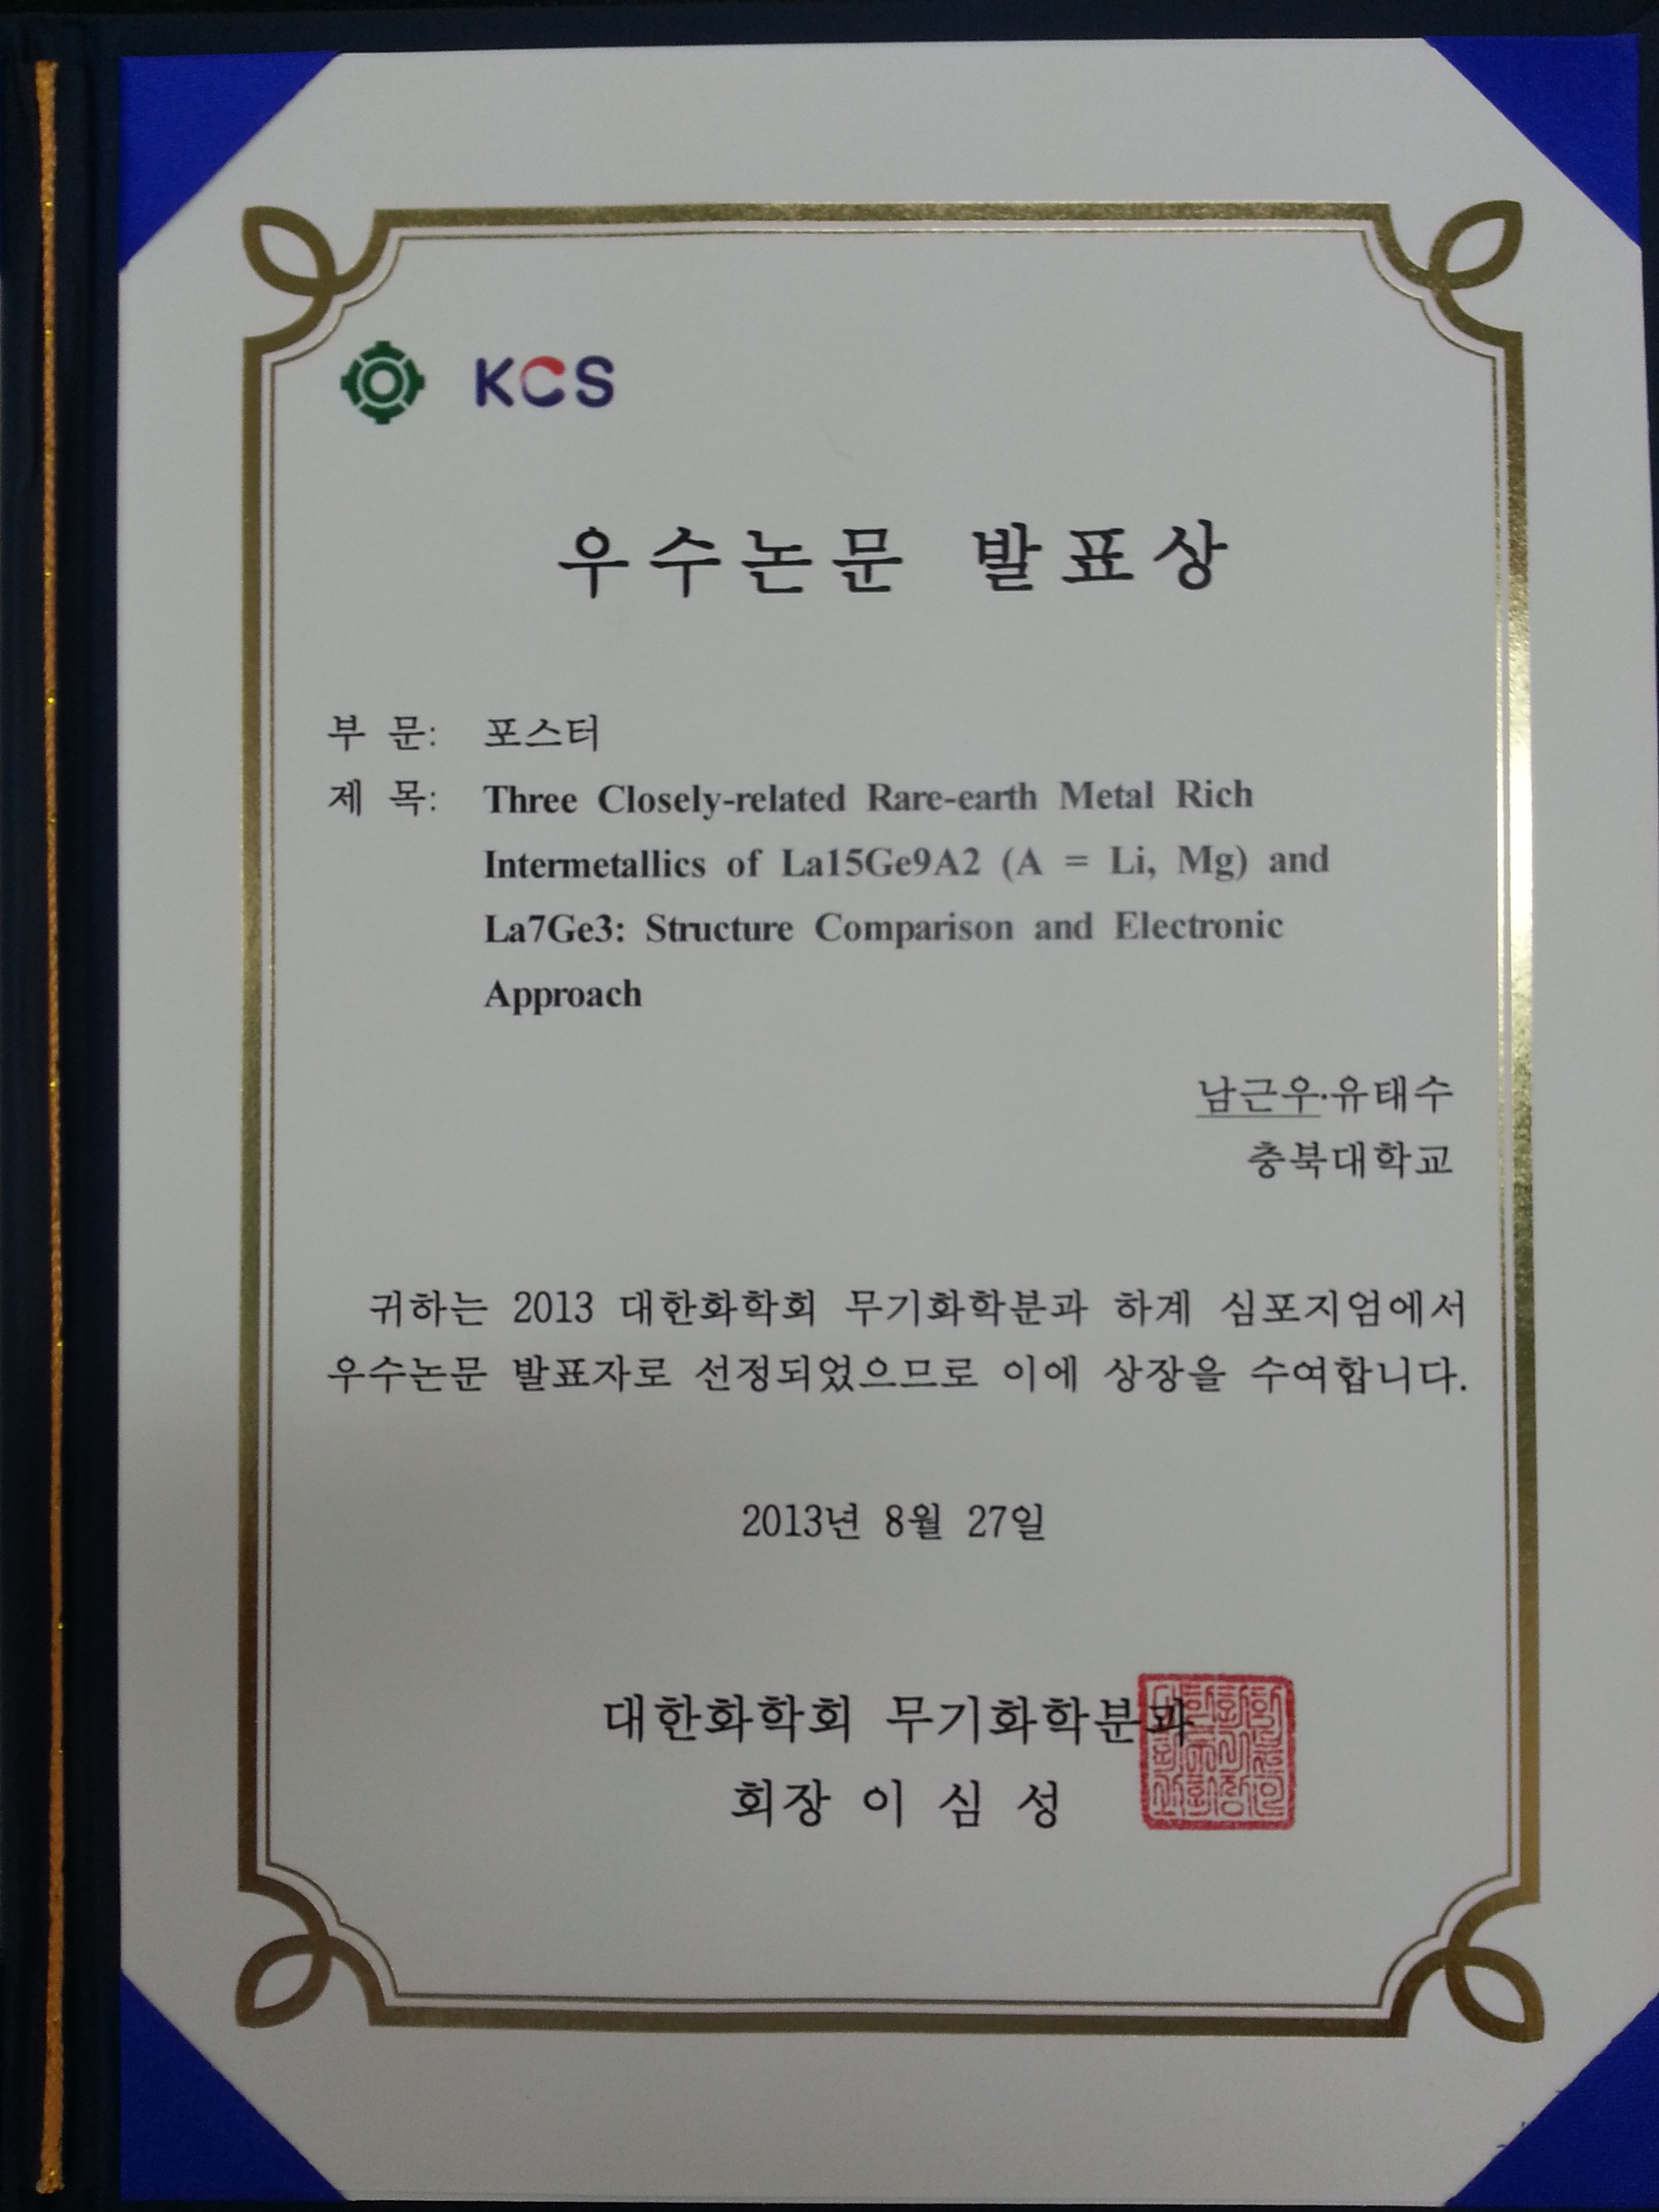 KCS
우수논문 발표상
부 문: 포스터
제 목: Three Closely-related Rare-earth Metal Rich
Intermetallics of La15Ge9A2 (A = Li, Mg) and
La7Ge3: Structure Comparison and Electronic
Approach
남근우·유태수
충북대학교
귀하는 2013 대한화학회 무기화학분과 하계 심포지엄에서
우수논문 발표자로 선정되었으므로 이에 상장을 수여합니다.
2013년 8월 27일
대한화학회 무기화학분과
회장 이 심 성